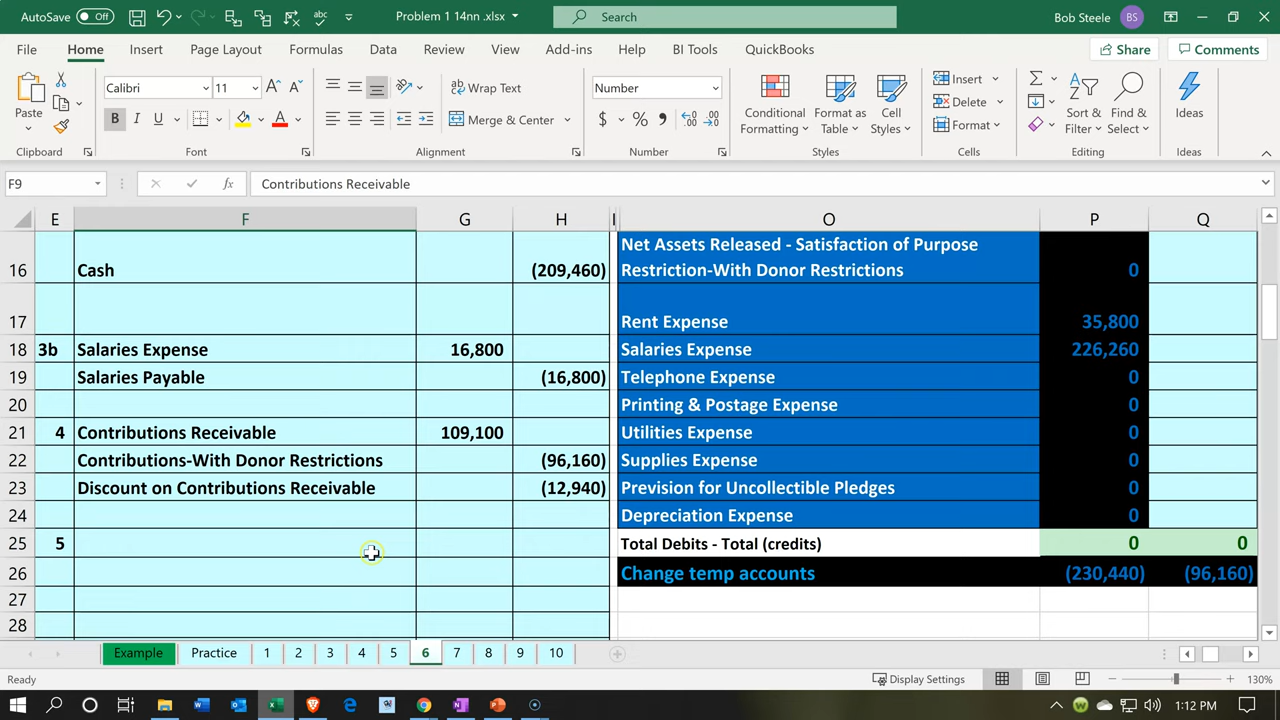 AutoSave Off Problem 1 14nn .xlsx Search Bob Steele BS
File Home Insert Page Layout Formulas Data Review View Add-ins Help BI Tools QuickBooks Share Comments
Calibri 11 A A ab Wrap Text Number Insert Σ
Paste B I U A Merge & Center $ % 9 Conditional Format as Cell Delete Sort & Find & Ideas
Formatting Table Styles Format Filter Select
Clipboard Font Alignment Number Styles Cells Editing Ideas
F9 fx Contributions Receivable
E F G H I O P Q
Net Assets Released - Satisfaction of Purpose
16 Cash (209,460) Restriction-With Donor Restrictions 0
17 Rent Expense 35,800
18 3b Salaries Expense 16,800 Salaries Expense 226,260
19 Salaries Payable (16,800) Telephone Expense 0
20 Printing & Postage Expense 0
21 4 Contributions Receivable 109,100 Utilities Expense 0
22 Contributions-With Donor Restrictions (96,160) Supplies Expense 0
23 Discount on Contributions Receivable (12,940) Prevision for Uncollectible Pledges 0
24 Depreciation Expense 0
25 5 Total Debits - Total (credits) 0 0
26 Change temp accounts (230,440) (96,160)
27
28
Example Practice 1 2 3 4 5 6 7 8 9 10
Ready Display Settings 130%
1:12 PM